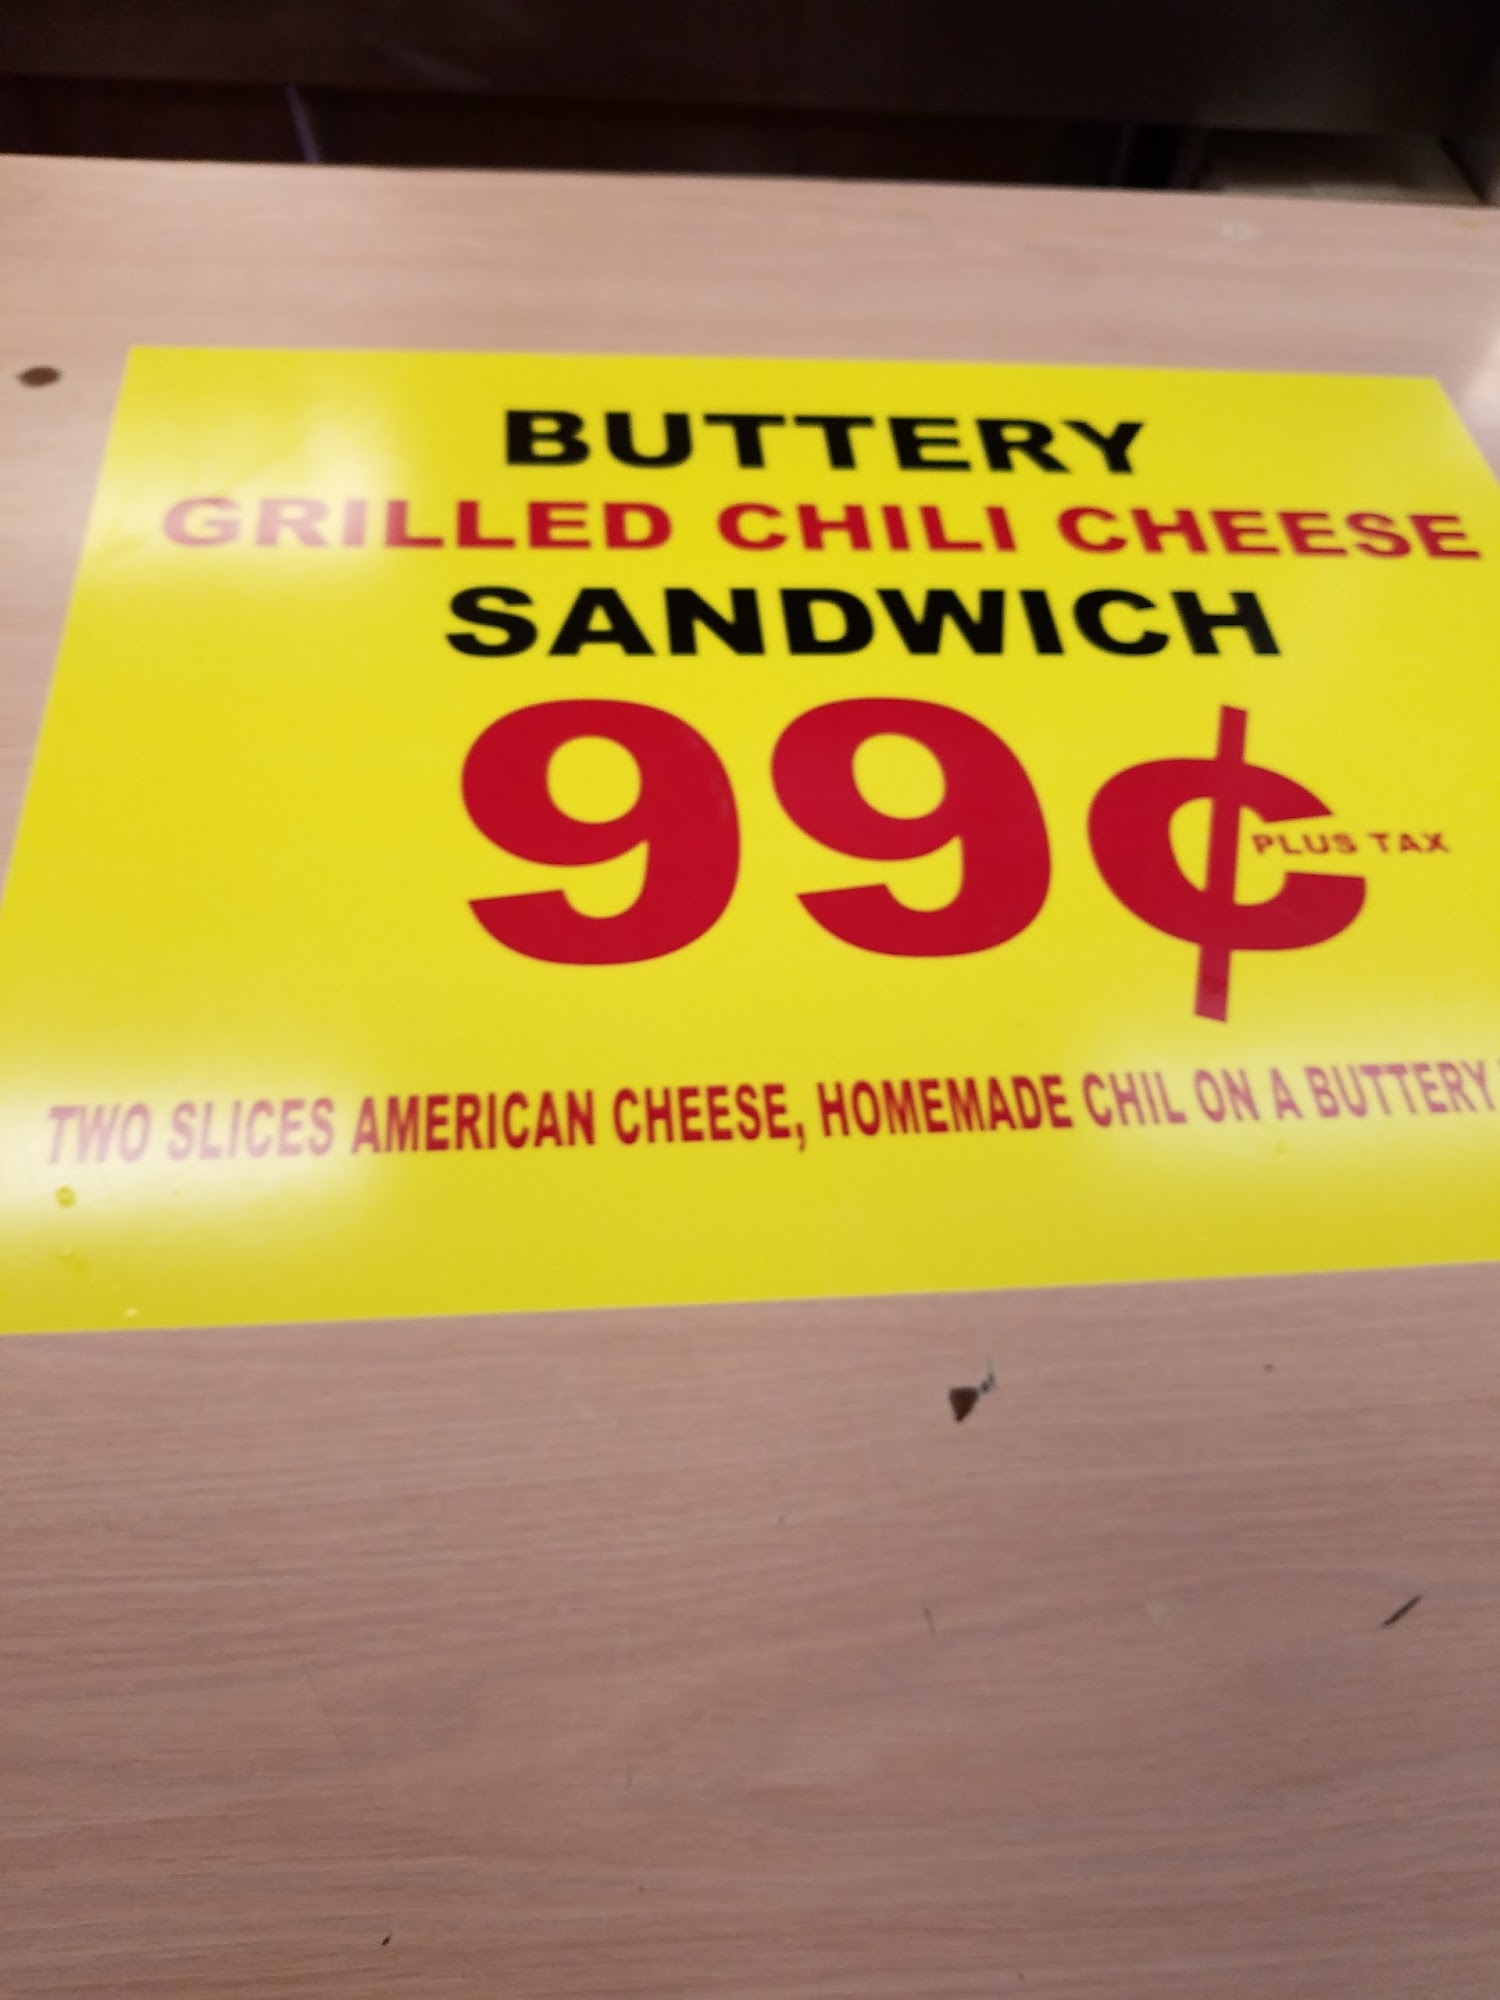 BUTTERY
GRILLED CHILI CHEESE
SANDWICH
99¢ PLUS TAX
TWO SLICES AMERICAN CHEESE, HOMEMADE CHIL ON A BUTTERY